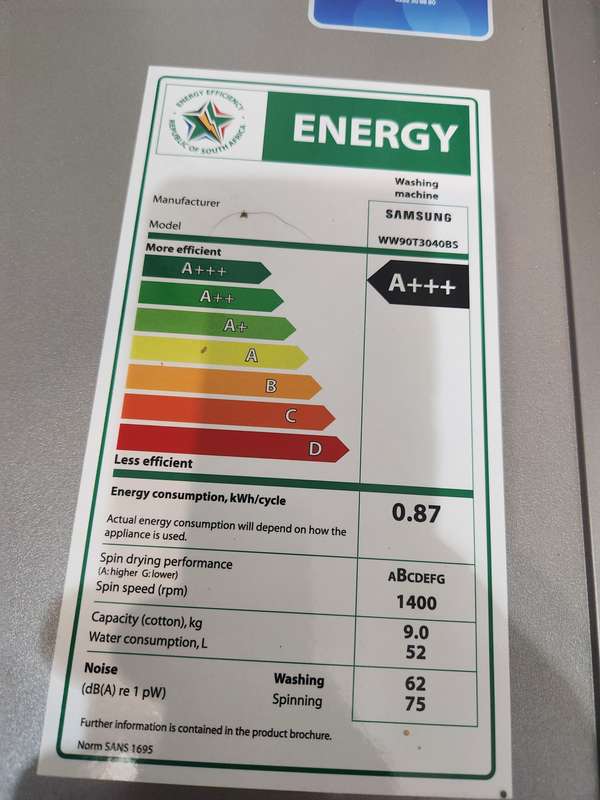 ENERGY EFFICIENCY
REPUBLIC OF SOUTH AFRICA
ENERGY
Washing
machine
Manufacturer
SAMSUNG
Model
WW90T3040BS
More efficient
A+++
A+++
A++
A+
A
B
C
D
Less efficient
Energy consumption, kWh/cycle
0.87
Actual energy consumption will depend on how the
appliance is used.
Spin drying performance
(A: higher G: lower)
ABCDEFG
Spin speed (rpm)
1400
Capacity (cotton), kg
9.0
Water consumption, L
52
Noise
Washing
62
(dB(A) re 1 pW)
Spinning
75
Further information is contained in the product brochure.
Norm SANS 1695